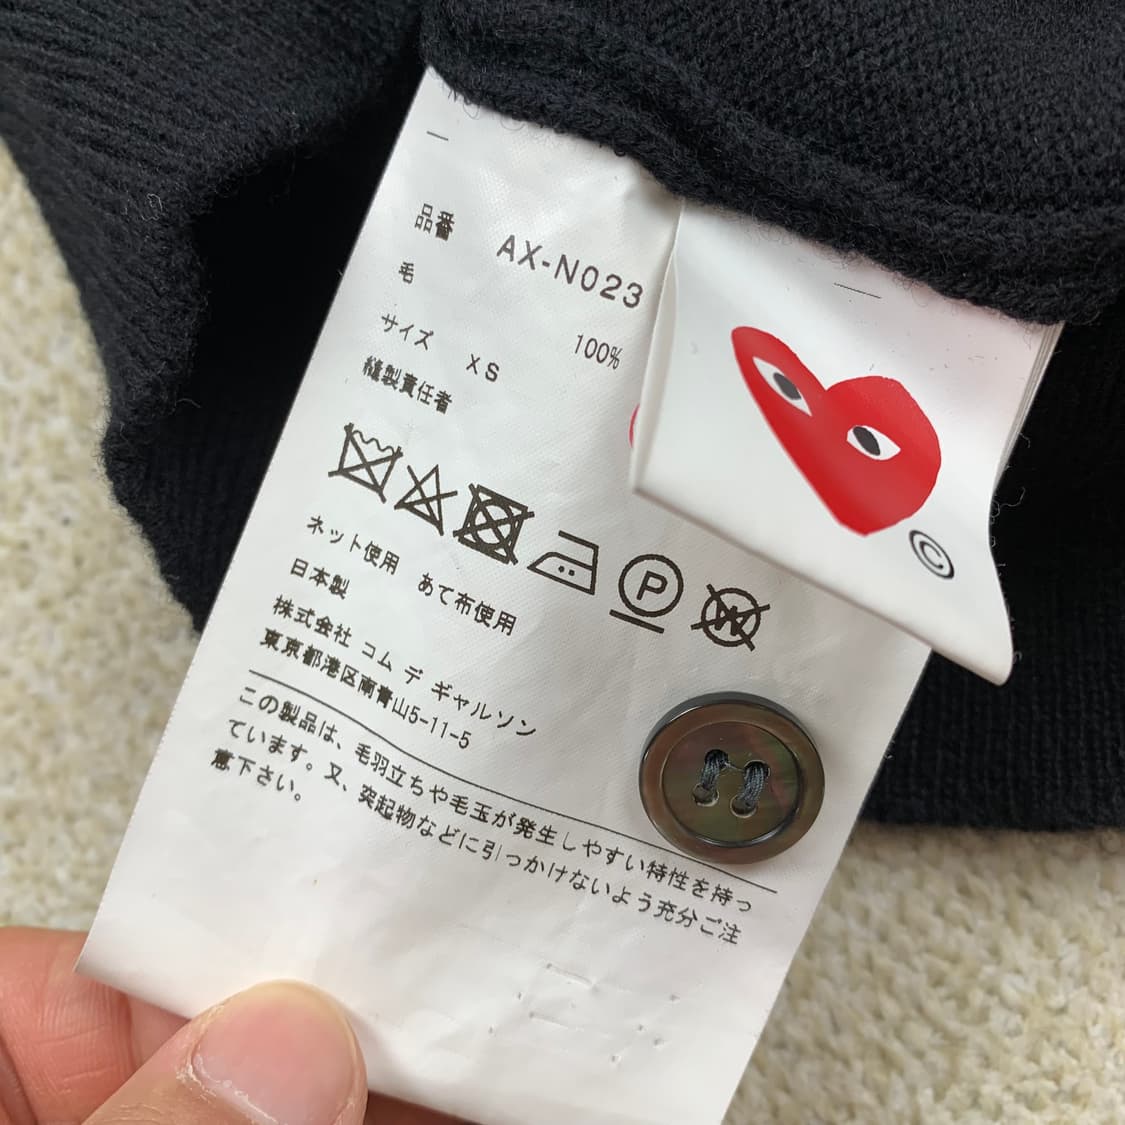 品番 AX-N023
毛 100%
サイズ XS
縫製責任者
P W
ネット使用 あて布使用
日本製
株式会社 コム デ ギャルソン
東京都港区南青山5-11-5
この製品は、毛羽立ちや毛玉が発生しやすい特性を持っ
ています。又、突起物などに引っかけないよう充分ご注
意下さい。
©